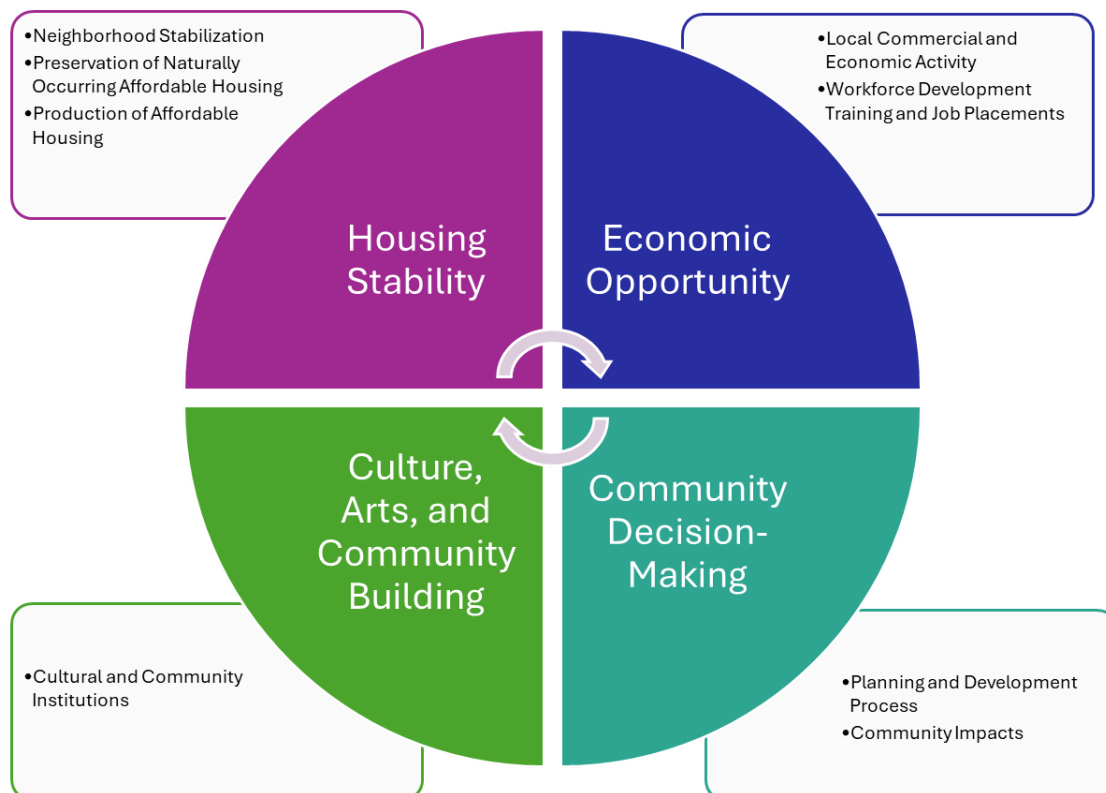 •Neighborhood Stabilization
•Preservation of Naturally
Occurring Affordable Housing
•Production of Affordable
Housing
•Local Commercial and
Economic Activity
•Workforce Development
Training and Job Placements
Housing
Stability
Economic
Opportunity
Culture,
Arts, and
Community
Building
Community
Decision-
Making
•Cultural and Community
Institutions
•Planning and Development
Process
•Community Impacts